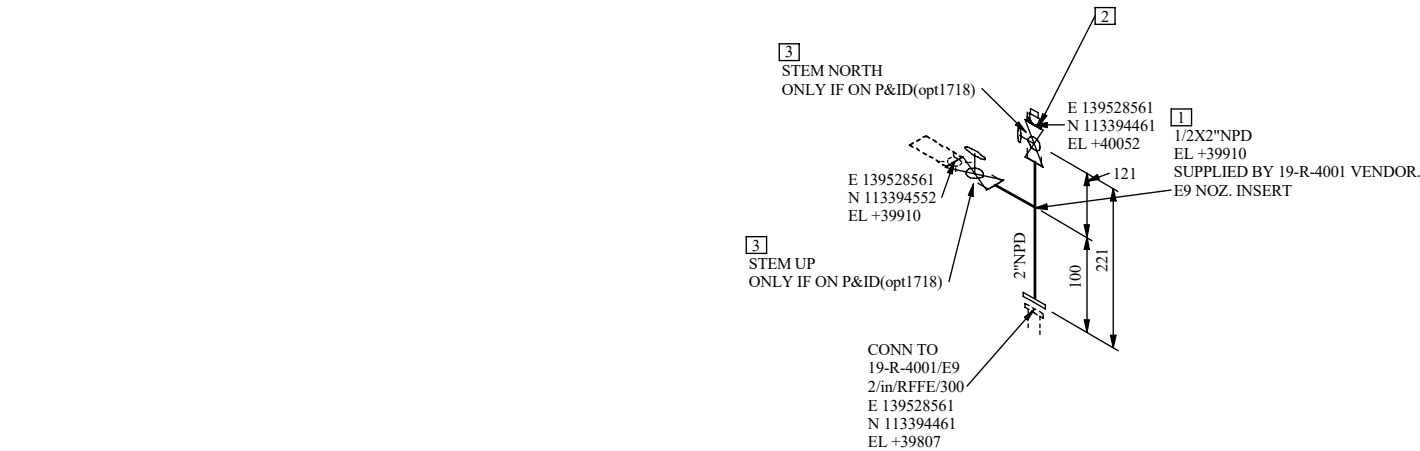 2
3
STEM NORTH
ONLY IF ON P&ID(opt1718)
E 139528561
N 113394461
EL +40052
1
1/2X2"NPD
EL +39910
SUPPLIED BY 19-R-4001 VENDOR.
E9 NOZ. INSERT
121
E 139528561
N 113394552
EL +39910
3
STEM UP
ONLY IF ON P&ID(opt1718)
2"NPD
100
221
CONN TO
19-R-4001/E9
2/in/RFFE/300
E 139528561
N 113394461
EL +39807